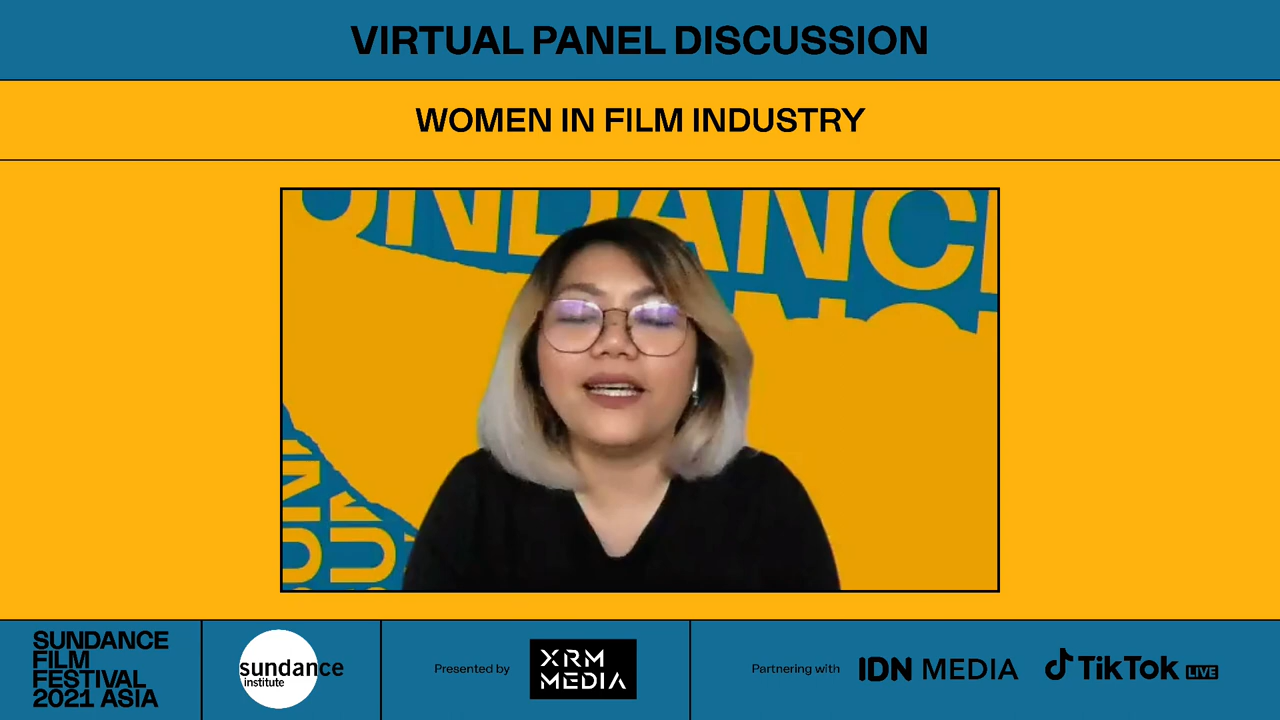 VIRTUAL PANEL DISCUSSION
WOMEN IN FILM INDUSTRY
UNDANC
SUNDANCE
FILM
FESTIVAL
2021 ASIA
sundance
institute
Presented by
XRM
MEDIA
Partnering with
IDN MEDIA
TikTok LIVE